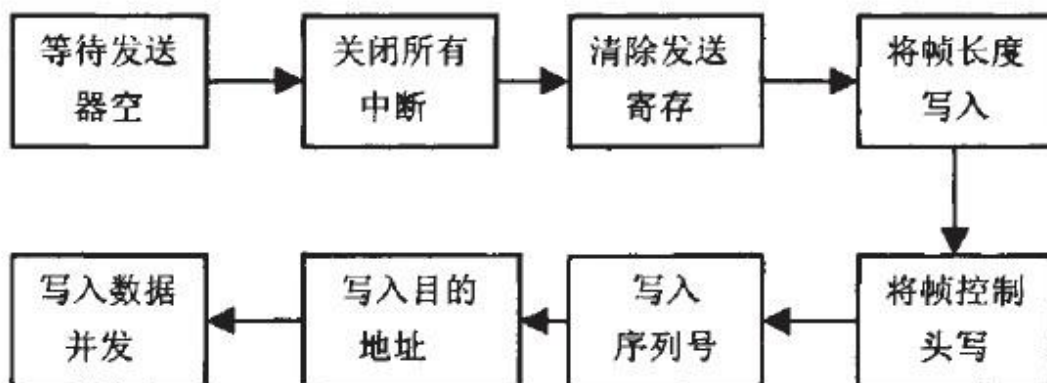 等待发送
器空
关闭所有
中断
清除发送
寄存
将帧长度
写入
将帧控制
头写
写入
序列号
写入目的
地址
写入数据
并发